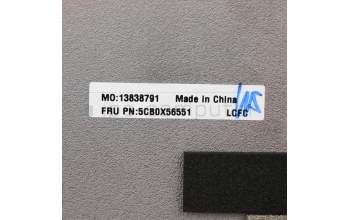 MO:13838791 Made in China
FRU PN:5CB0X56551 LCFC